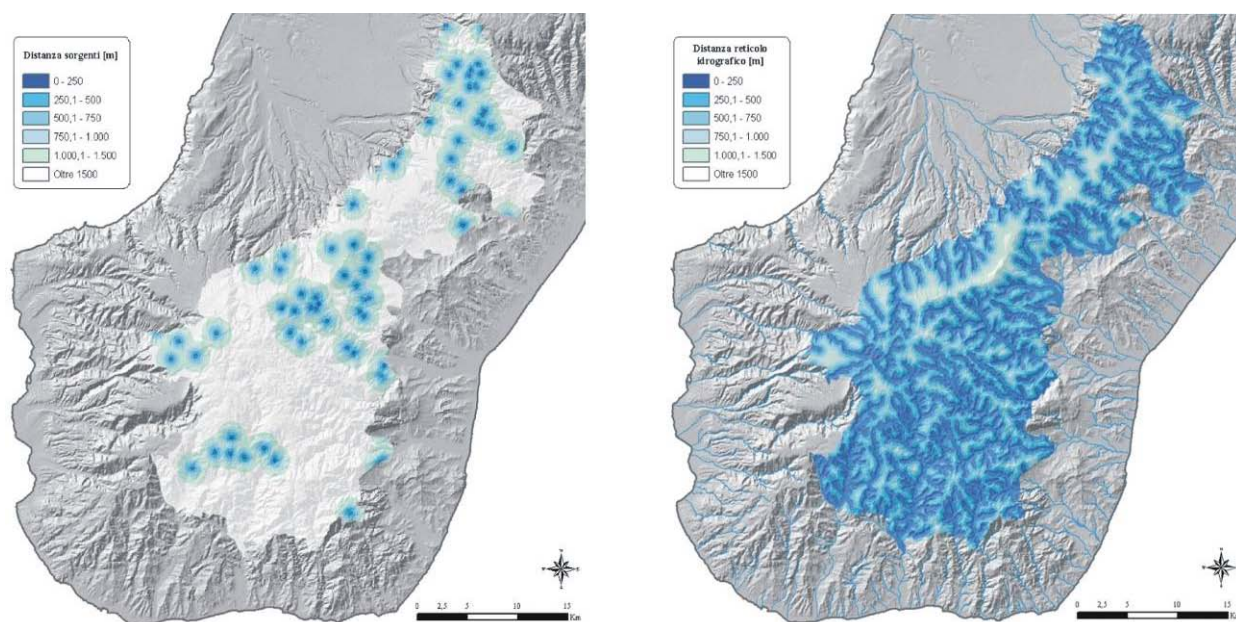 Distanza sorgenti [m]
0 - 250
250,1 - 500
500,1 - 750
750,1 - 1.000
1.000,1 - 1.500
Oltre 1500
0 2,5 5 10 15
Km
Distanza reticolo
idrografico [m]
0 - 250
250,1 - 500
500,1 - 750
750,1 - 1.000
1.000,1 - 1.500
Oltre 1500
0 2,5 5 10 15